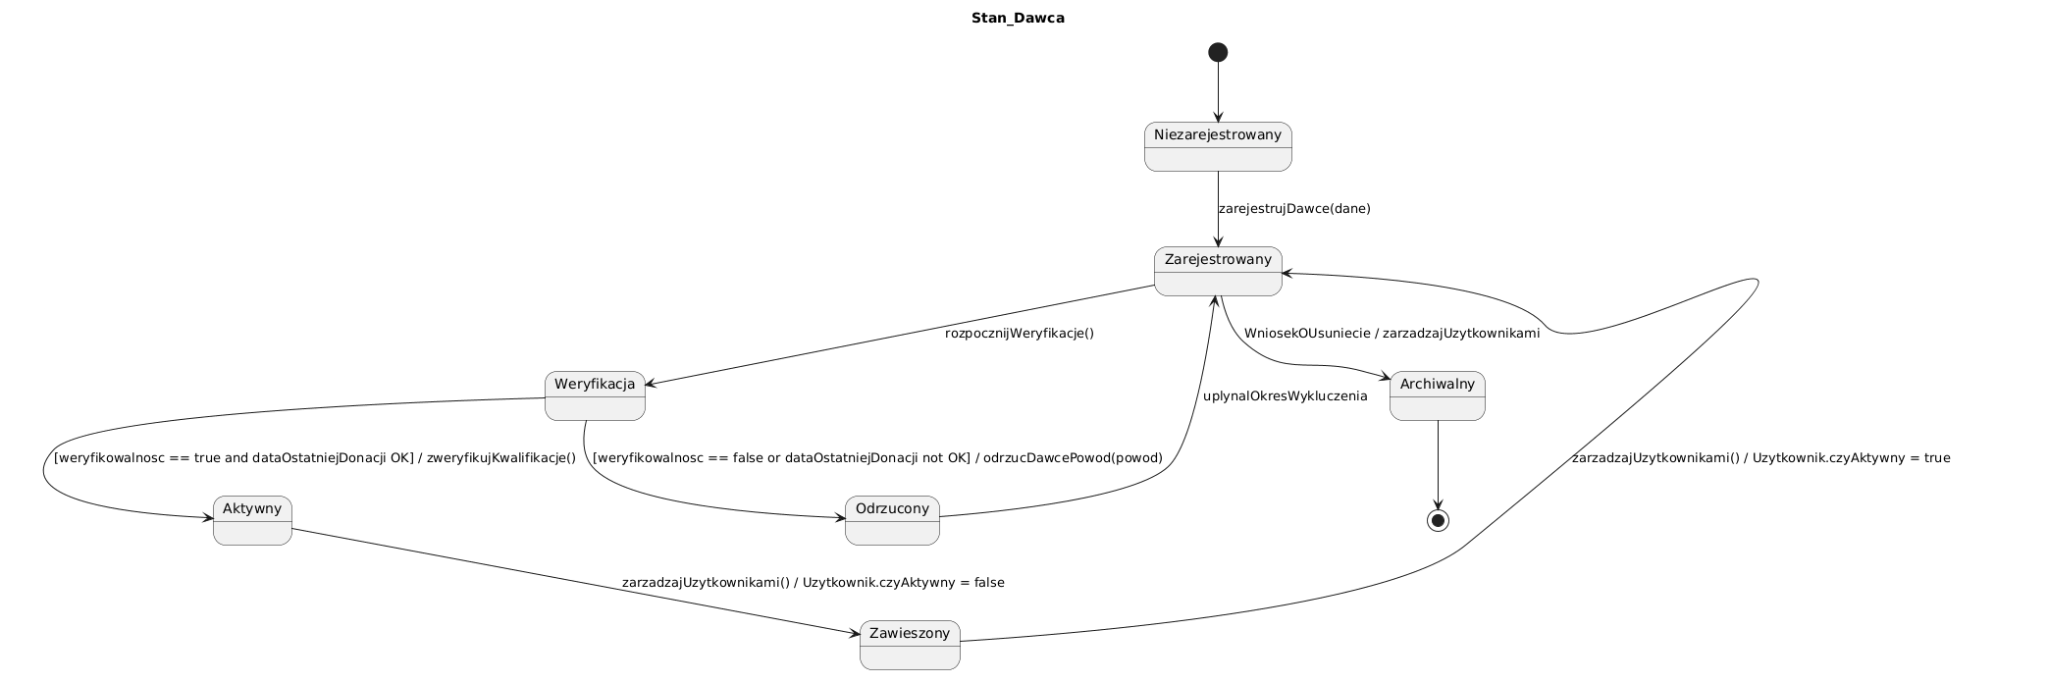 Stan_Dawca
Niezarejestrowany
zarejestrujDawce(dane)
Zarejestrowany
rozpocznijWeryfikacje()
WniosekOUsuniecie / zarzadzajUzytkownikami
Weryfikacja
Archiwalny
uplynalOkresWykluczenia
[weryfikowalnosc == true and dataOstatniejDonacji OK] / zweryfikujKwalifikacje()
[weryfikowalnosc == false or dataOstatniejDonacji not OK] / odrzucDawcePowod(powod)
zarzadzajUzytkownikami() / Uzytkownik.czyAktywny = true
Aktywny
Odrzucony
zarzadzajUzytkownikami() / Uzytkownik.czyAktywny = false
Zawieszony